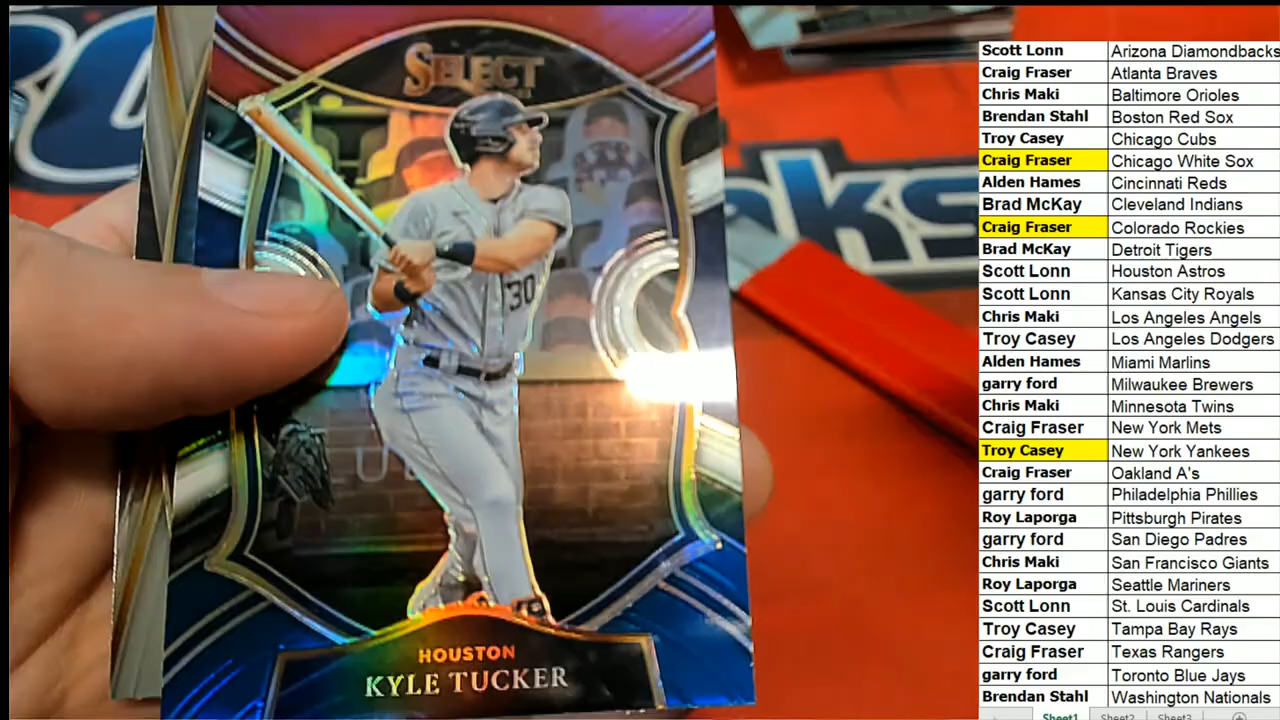 SELECT
30
HOUSTON
KYLE TUCKER
aks
Scott Lonn Arizona Diamondbacks
Craig Fraser Atlanta Braves
Chris Maki Baltimore Orioles
Brendan Stahl Boston Red Sox
Troy Casey Chicago Cubs
Craig Fraser Chicago White Sox
Alden Hames Cincinnati Reds
Brad McKay Cleveland Indians
Craig Fraser Colorado Rockies
Brad McKay Detroit Tigers
Scott Lonn Houston Astros
Scott Lonn Kansas City Royals
Chris Maki Los Angeles Angels
Troy Casey Los Angeles Dodgers
Alden Hames Miami Marlins
garry ford Milwaukee Brewers
Chris Maki Minnesota Twins
Craig Fraser New York Mets
Troy Casey New York Yankees
Craig Fraser Oakland A's
garry ford Philadelphia Phillies
Roy Laporga Pittsburgh Pirates
garry ford San Diego Padres
Chris Maki San Francisco Giants
Roy Laporga Seattle Mariners
Scott Lonn St. Louis Cardinals
Troy Casey Tampa Bay Rays
Craig Fraser Texas Rangers
garry ford Toronto Blue Jays
Brendan Stahl Washington Nationals
Sheet1 Sheet2 Sheet3